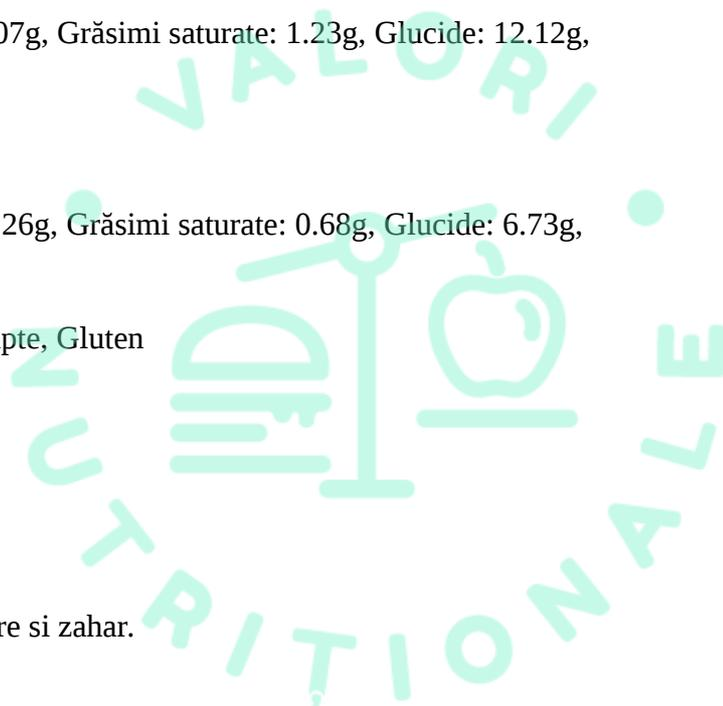 07g, Grăsimi saturate: 1.23g, Glucide: 12.12g,
26g, Grăsimi saturate: 0.68g, Glucide: 6.73g,
pte, Gluten
re si zahar.
VALORI
NUTRITIONALE